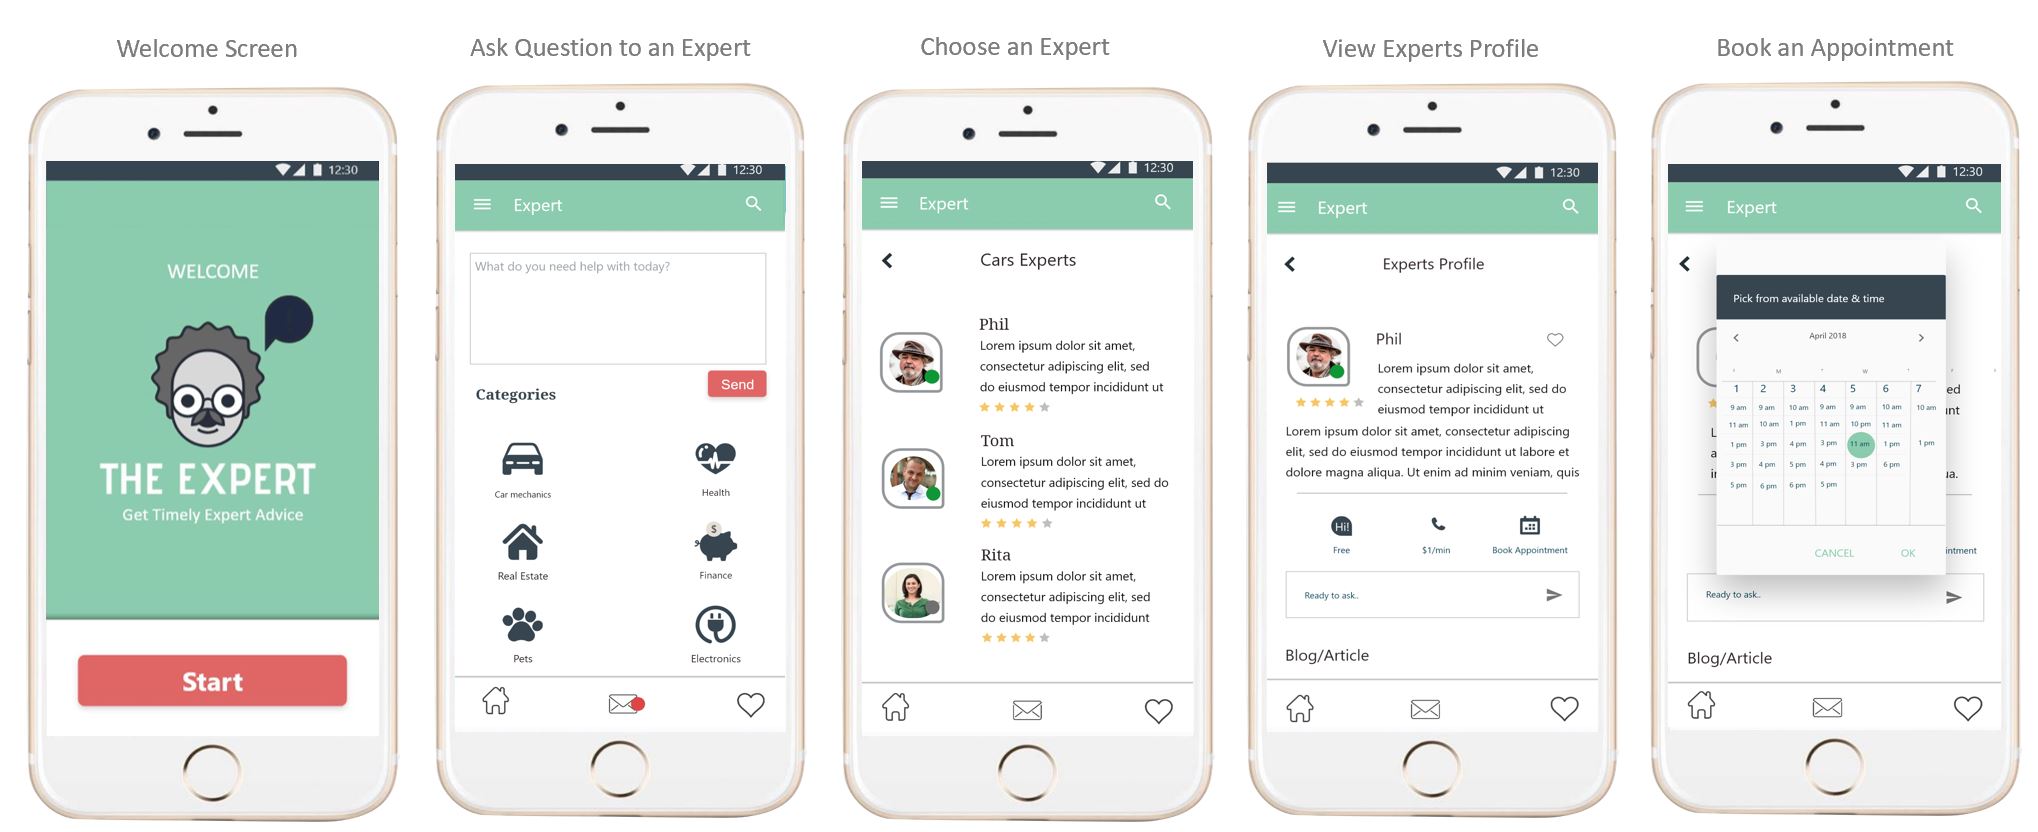 Welcome Screen
12:30
WELCOME
THE EXPERT
Get Timely Expert Advice
Start
Ask Question to an Expert
12:30
Expert
What do you need help with today?
Send
Categories
Car mechanics
Health
Real Estate
$
Finance
Pets
Electronics
Choose an Expert
12:30
Expert
Cars Experts
Phil
Lorem ipsum dolor sit amet,
consectetur adipiscing elit, sed
do eiusmod tempor incididunt ut
Tom
Lorem ipsum dolor sit amet,
consectetur adipiscing elit, sed do
eiusmod tempor incididunt ut
Rita
Lorem ipsum dolor sit amet,
consectetur adipiscing elit, sed
do eiusmod tempor incididunt
View Experts Profile
12:30
Expert
Experts Profile
Phil
Lorem ipsum dolor sit amet,
consectetur adipiscing elit, sed do
eiusmod tempor incididunt ut
Lorem ipsum dolor sit amet, consectetur adipiscing
elit, sed do eiusmod tempor incididunt ut labore et
dolore magna aliqua. Ut enim ad minim veniam, quis
Hi!
Free
$1/min
Book Appointment
Ready to ask..
Blog/Article
Book an Appointment
12:30
Expert
Pick from available date & time
April 2018
M W
1 2 3 4 5 6 7
9 am 9 am 10 am 9 am 9 am 10 am 10 am
11 am 10 am 1 pm 11 am 10 pm 11 am
1 pm 3 pm 4 pm 3 pm 11 am 1 pm 1 pm
3 pm 4 pm 5 pm 4 pm 3 pm 6 pm
5 pm 6 pm 6 pm 5 pm
CANCEL OK
Ready to ask..
Blog/Article